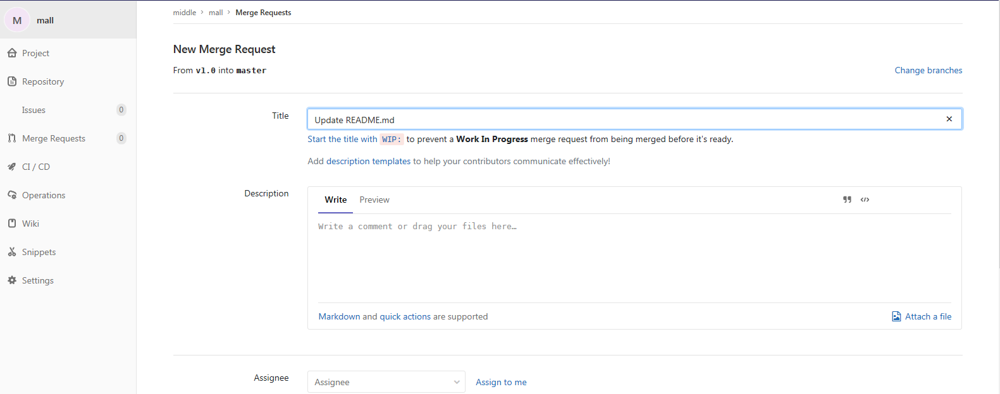 M mall
Project
Repository
Issues 0
Merge Requests 0
CI / CD
Operations
Wiki
Snippets
Settings
middle › mall › Merge Requests
New Merge Request
From v1.0 into master
Change branches
Title
Update README.md
Start the title with WIP: to prevent a Work In Progress merge request from being merged before it's ready.
Add description templates to help your contributors communicate effectively!
Description
Write Preview
Write a comment or drag your files here…
Markdown and quick actions are supported
Attach a file
Assignee
Assignee
Assign to me